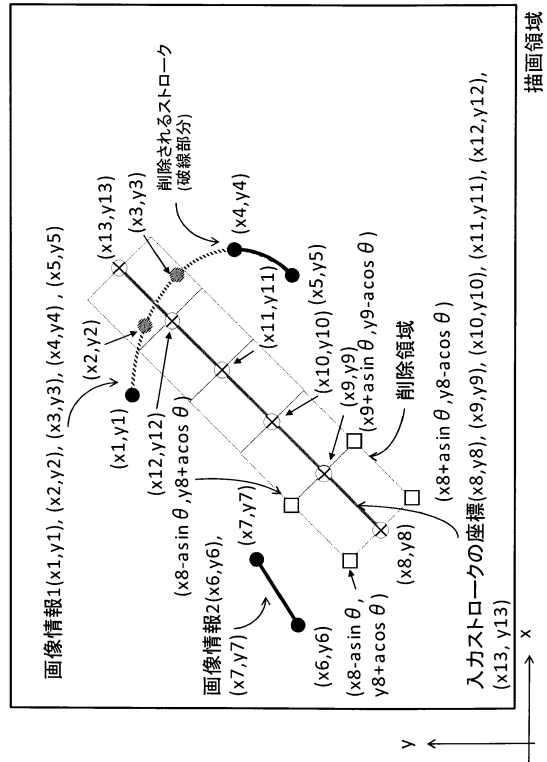 画像情報1(x1,y1), (x2,y2), (x3,y3), (x4,y4) , (x5,y5)
(x13,y13)
(x3,y3)
削除されるストローク
(破線部分)
(x2,y2)
(x4,y4)
(x1,y1)
(x5,y5)
(x11,y11)
(x12,y12)
(x10,y10)
(x8-asinθ,y8+acosθ)
(x9,y9)
(x9+asinθ,y9-acosθ)
画像情報2(x6,y6),
(x7,y7)
(x7,y7)
削除領域
(x6,y6)
(x8,y8)
(x8+asinθ,y8-acosθ)
(x8-asinθ,
y8+acosθ)
入力ストロークの座標(x8,y8), (x9,y9), (x10,y10), (x11,y11), (x12,y12),
(x13, y13)
描画領域
y
x